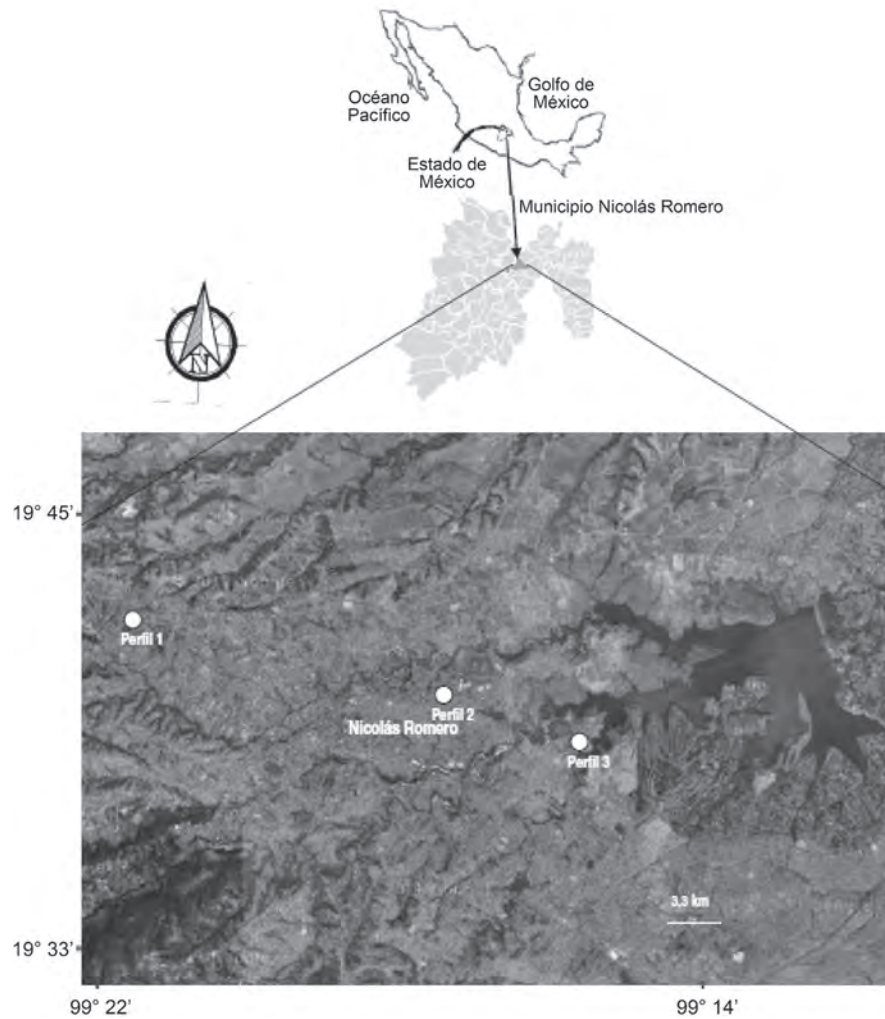 Océano
Pacífico
Golfo de
México
Estado de
México
Municipio Nicolás Romero
N
19° 45'
Perfil 1
Perfil 2
Nicolás Romero
Perfil 3
3,3 km
19° 33'
99° 22'
99° 14'